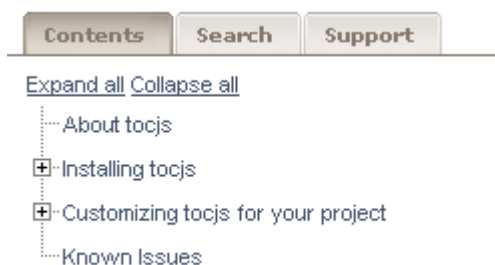 Contents Search Support
Expand all Collapse all
About tocjs
Installing tocjs
Customizing tocjs for your project
Known Issues